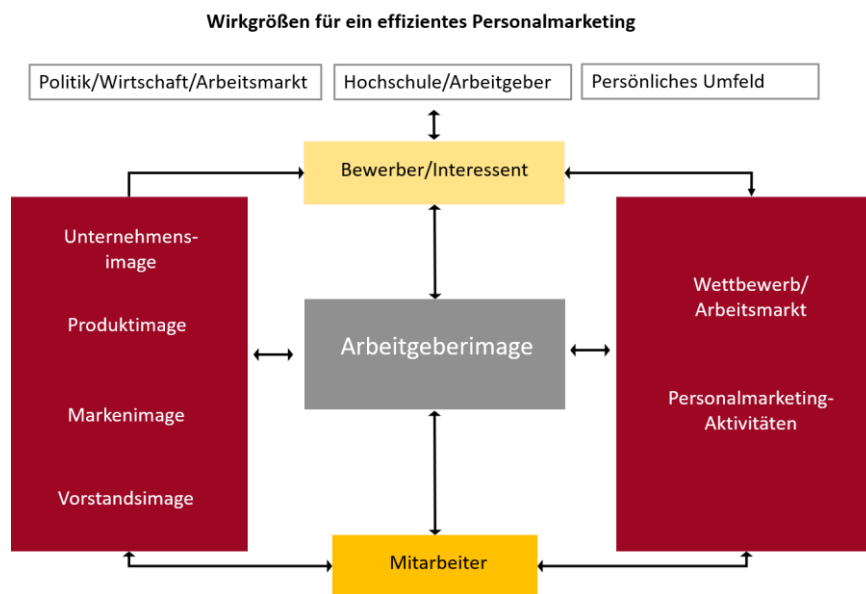 Wirkgrößen für ein effizientes Personalmarketing
Politik/Wirtschaft/Arbeitsmarkt
Hochschule/Arbeitgeber
Persönliches Umfeld
Bewerber/Interessent
Unternehmens-
image
Produktimage
Markenimage
Vorstandsimage
Arbeitgeberimage
Wettbewerb/
Arbeitsmarkt
Personalmarketing-
Aktivitäten
Mitarbeiter